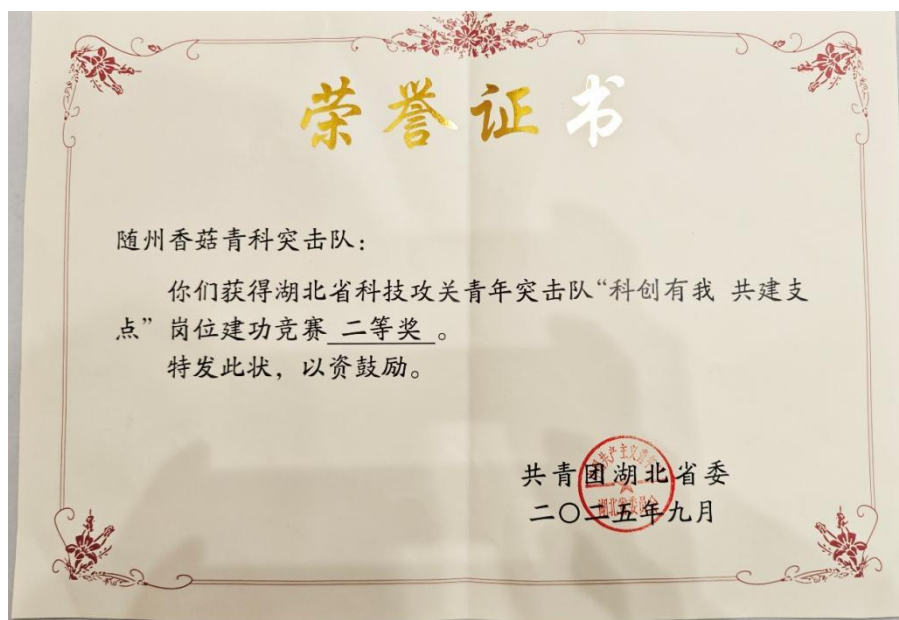 荣誉证书
随州香菇青科突击队：
你们获得湖北省科技攻关青年突击队“科创有我 共建支
点”岗位建功竞赛 二等奖 。
特发此状，以资鼓励。
共青团湖北省委
二〇二五年九月